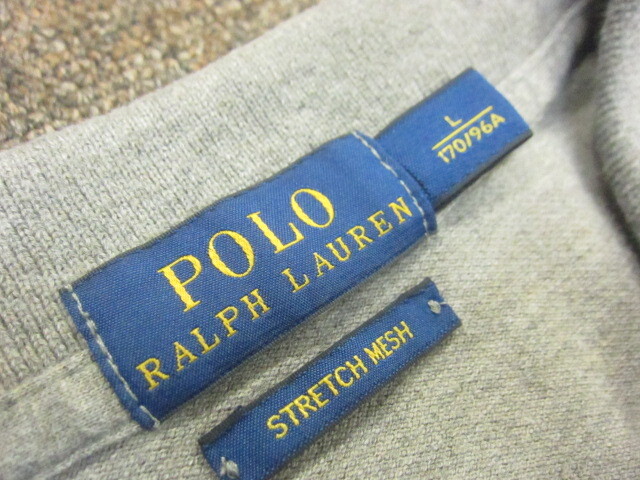 POLO
RALPH LAUREN
L
170/96A
STRETCH MESH